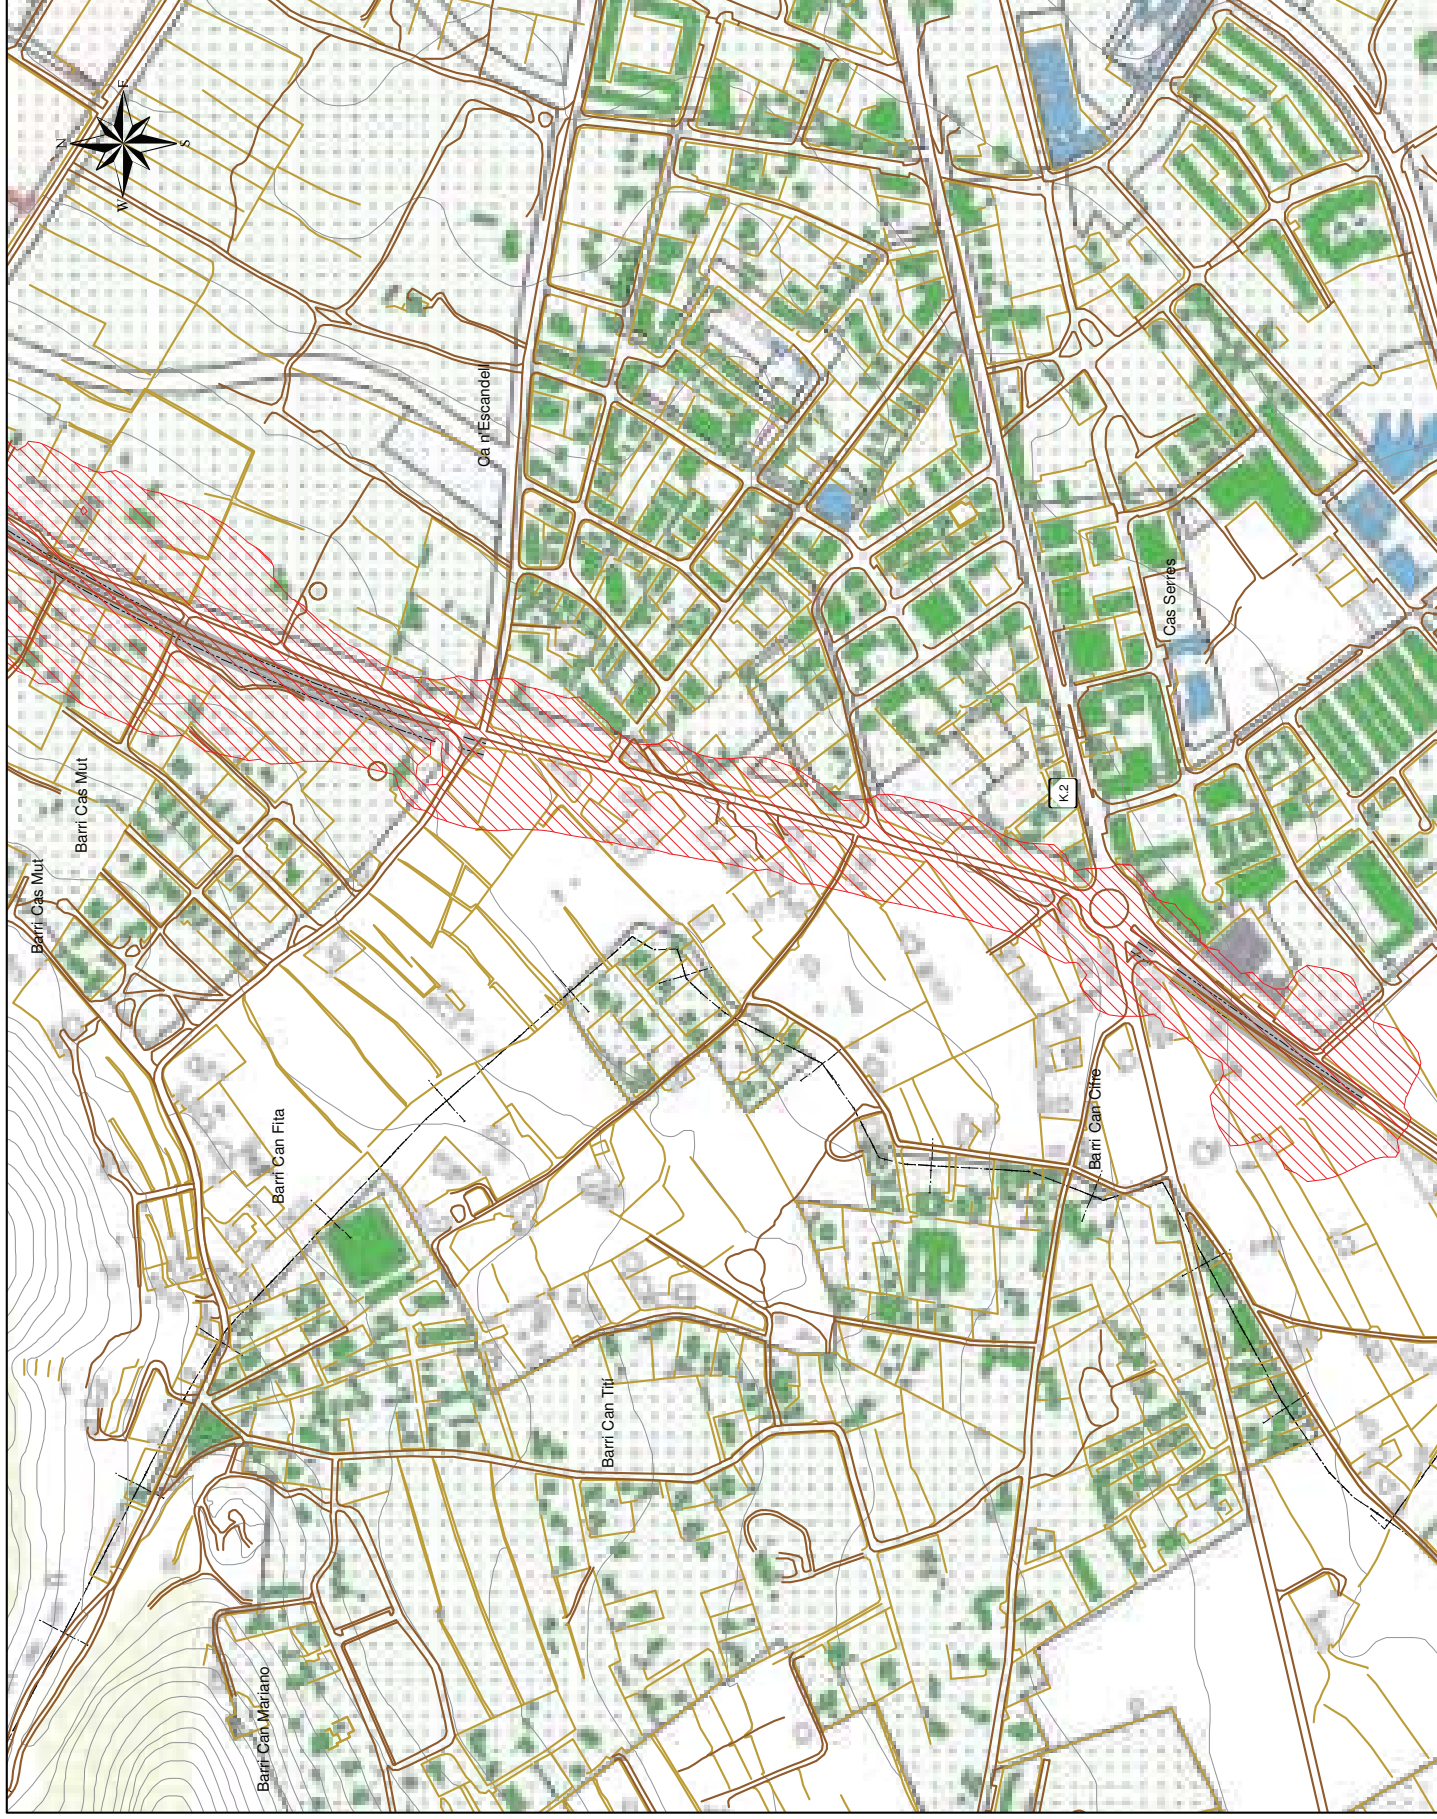 N
E
S
W
Ca n'Escandell
Barri Cas Mut
Barri Cas Mut
Cas Serres
K.2
Barri Can Fita
Barri Can Cifre
Barri Can Tití
Barri Can Mariano